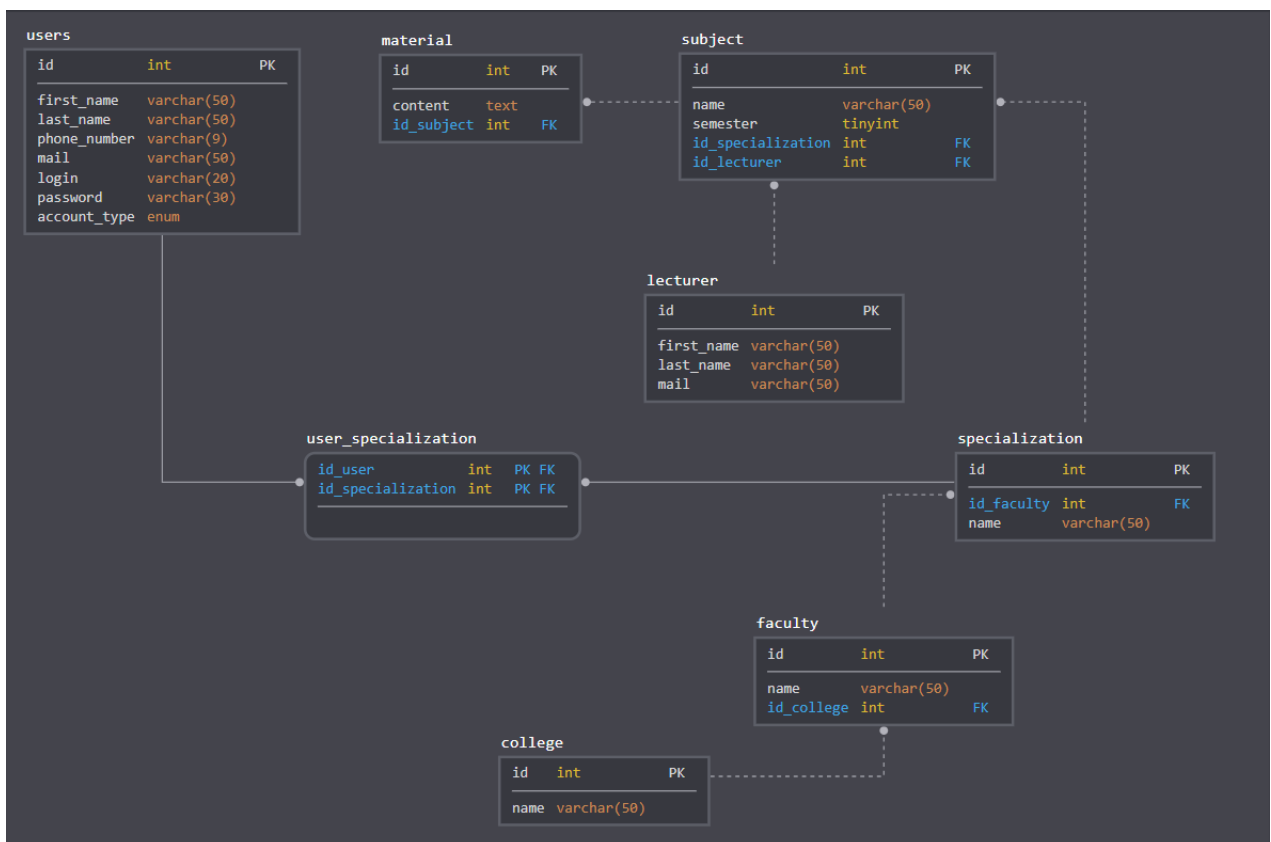 users
id int PK
first_name varchar(50)
last_name varchar(50)
phone_number varchar(9)
mail varchar(50)
login varchar(20)
password varchar(30)
account_type enum
material
id int PK
content text
id_subject int FK
subject
id int PK
name varchar(50)
semester tinyint
id_specialization int FK
id_lecturer int FK
lecturer
id int PK
first_name varchar(50)
last_name varchar(50)
mail varchar(50)
user_specialization
id_user int PK FK
id_specialization int PK FK
specialization
id int PK
id_faculty int FK
name varchar(50)
faculty
id int PK
name varchar(50)
id_college int FK
college
id int PK
name varchar(50)